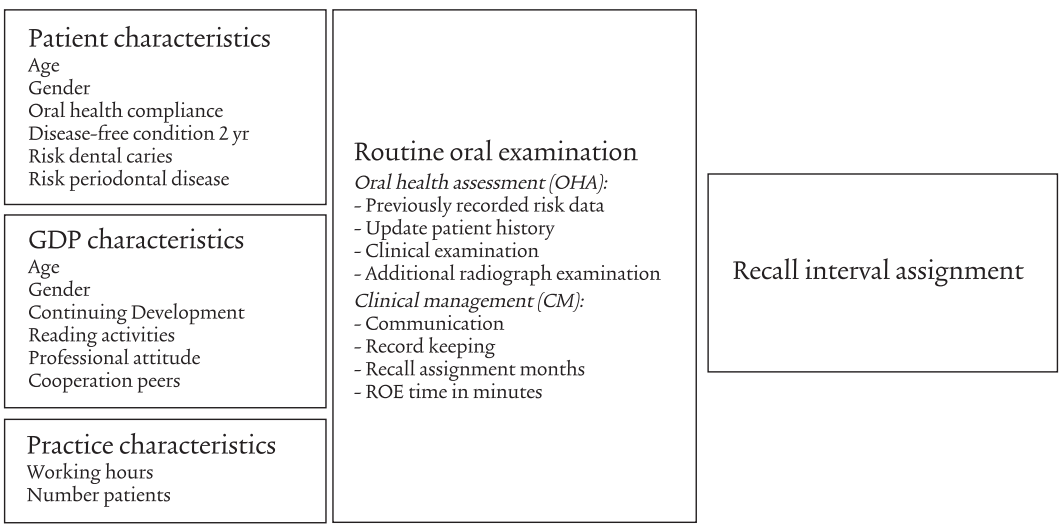 Patient characteristics
Age
Gender
Oral health compliance
Disease-free condition 2 yr
Risk dental caries
Risk periodontal disease
GDP characteristics
Age
Gender
Continuing Development
Reading activities
Professional attitude
Cooperation peers
Practice characteristics
Working hours
Number patients
Routine oral examination
Oral health assessment (OHA):
- Previously recorded risk data
- Update patient history
- Clinical examination
- Additional radiograph examination
Clinical management (CM):
- Communication
- Record keeping
- Recall assignment months
- ROE time in minutes
Recall interval assignment